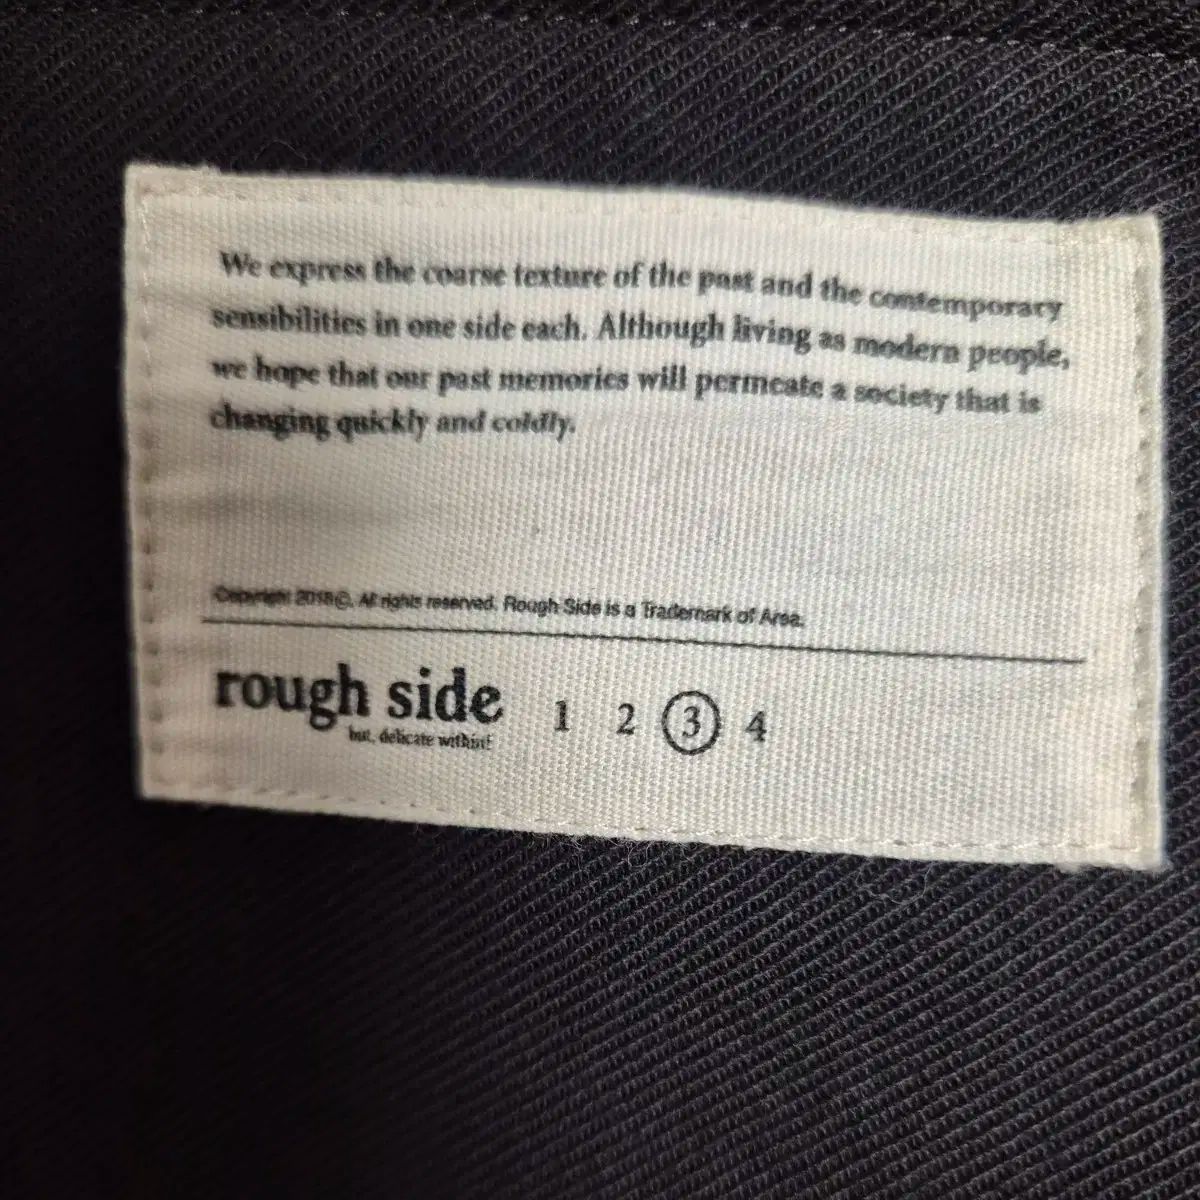 We express the coarse texture of the past and the contemporary
sensibilities in one side each. Although living as modern people,
we hope that our past memories will permeate a society that is
changing quickly and coldly.
Copyright 2018©. All rights reserved. Rough Side is a Trademark of Area.
rough side 1 2 3 4
but, delicate within!